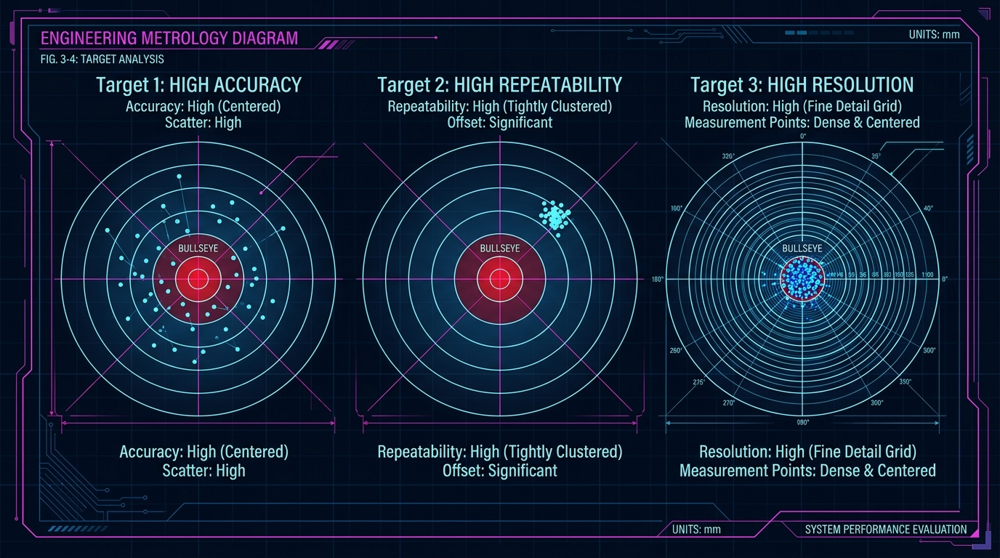 ENGINEERING METROLOGY DIAGRAM
UNITS: mm
FIG. 3-4: TARGET ANALYSIS
Target 1: HIGH ACCURACY
Accuracy: High (Centered)
Scatter: High
Target 2: HIGH REPEATABILITY
Repeatability: High (Tightly Clustered)
Offset: Significant
Target 3: HIGH RESOLUTION
Resolution: High (Fine Detail Grid)
Measurement Points: Dense & Centered
BULLSEYE
BULLSEYE
0°
40°
160°
BULLSEYE
180°
1100
0°
260°
300°
275°
350°
270°
300°
080°
Accuracy: High (Centered)
Scatter: High
Repeatability: High (Tightly Clustered)
Offset: Significant
Resolution: High (Fine Detail Grid)
Measurement Points: Dense & Centered
UNITS: mm
SYSTEM PERFORMANCE EVALUATION